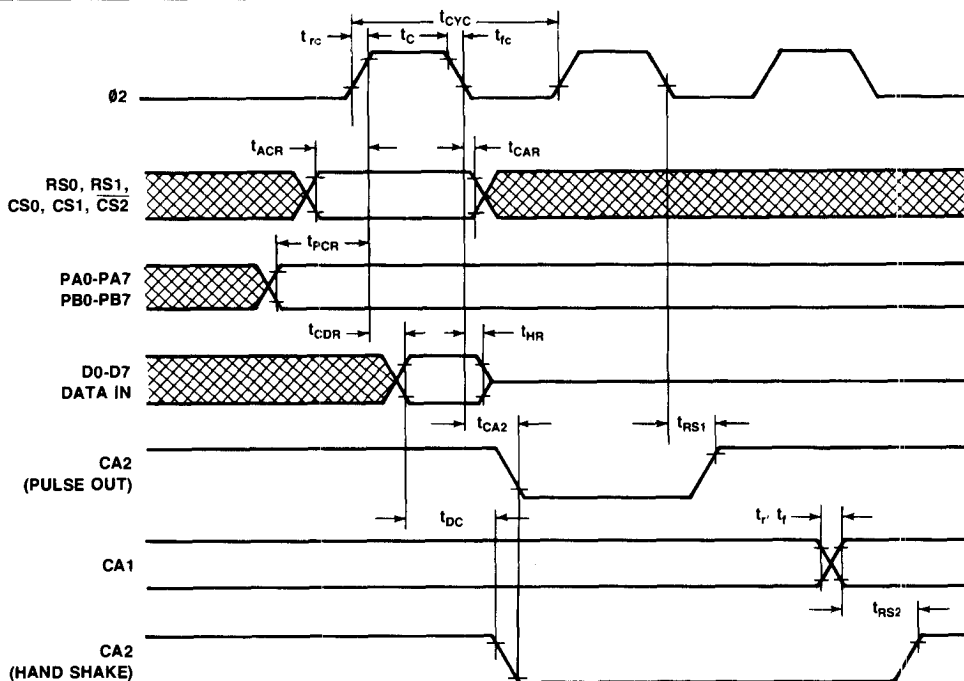 tCYC
trc tC tfc
Ø2
tACR tCAR
RS0, RS1,
CS0, CS1, C̅S̅2̅
tPCR
PA0-PA7
PB0-PB7
tCDR tHR
D0-D7
DATA IN
tCA2 tRS1
CA2
(PULSE OUT)
tDC tr, tf
CA1
tRS2
CA2
(HAND SHAKE)